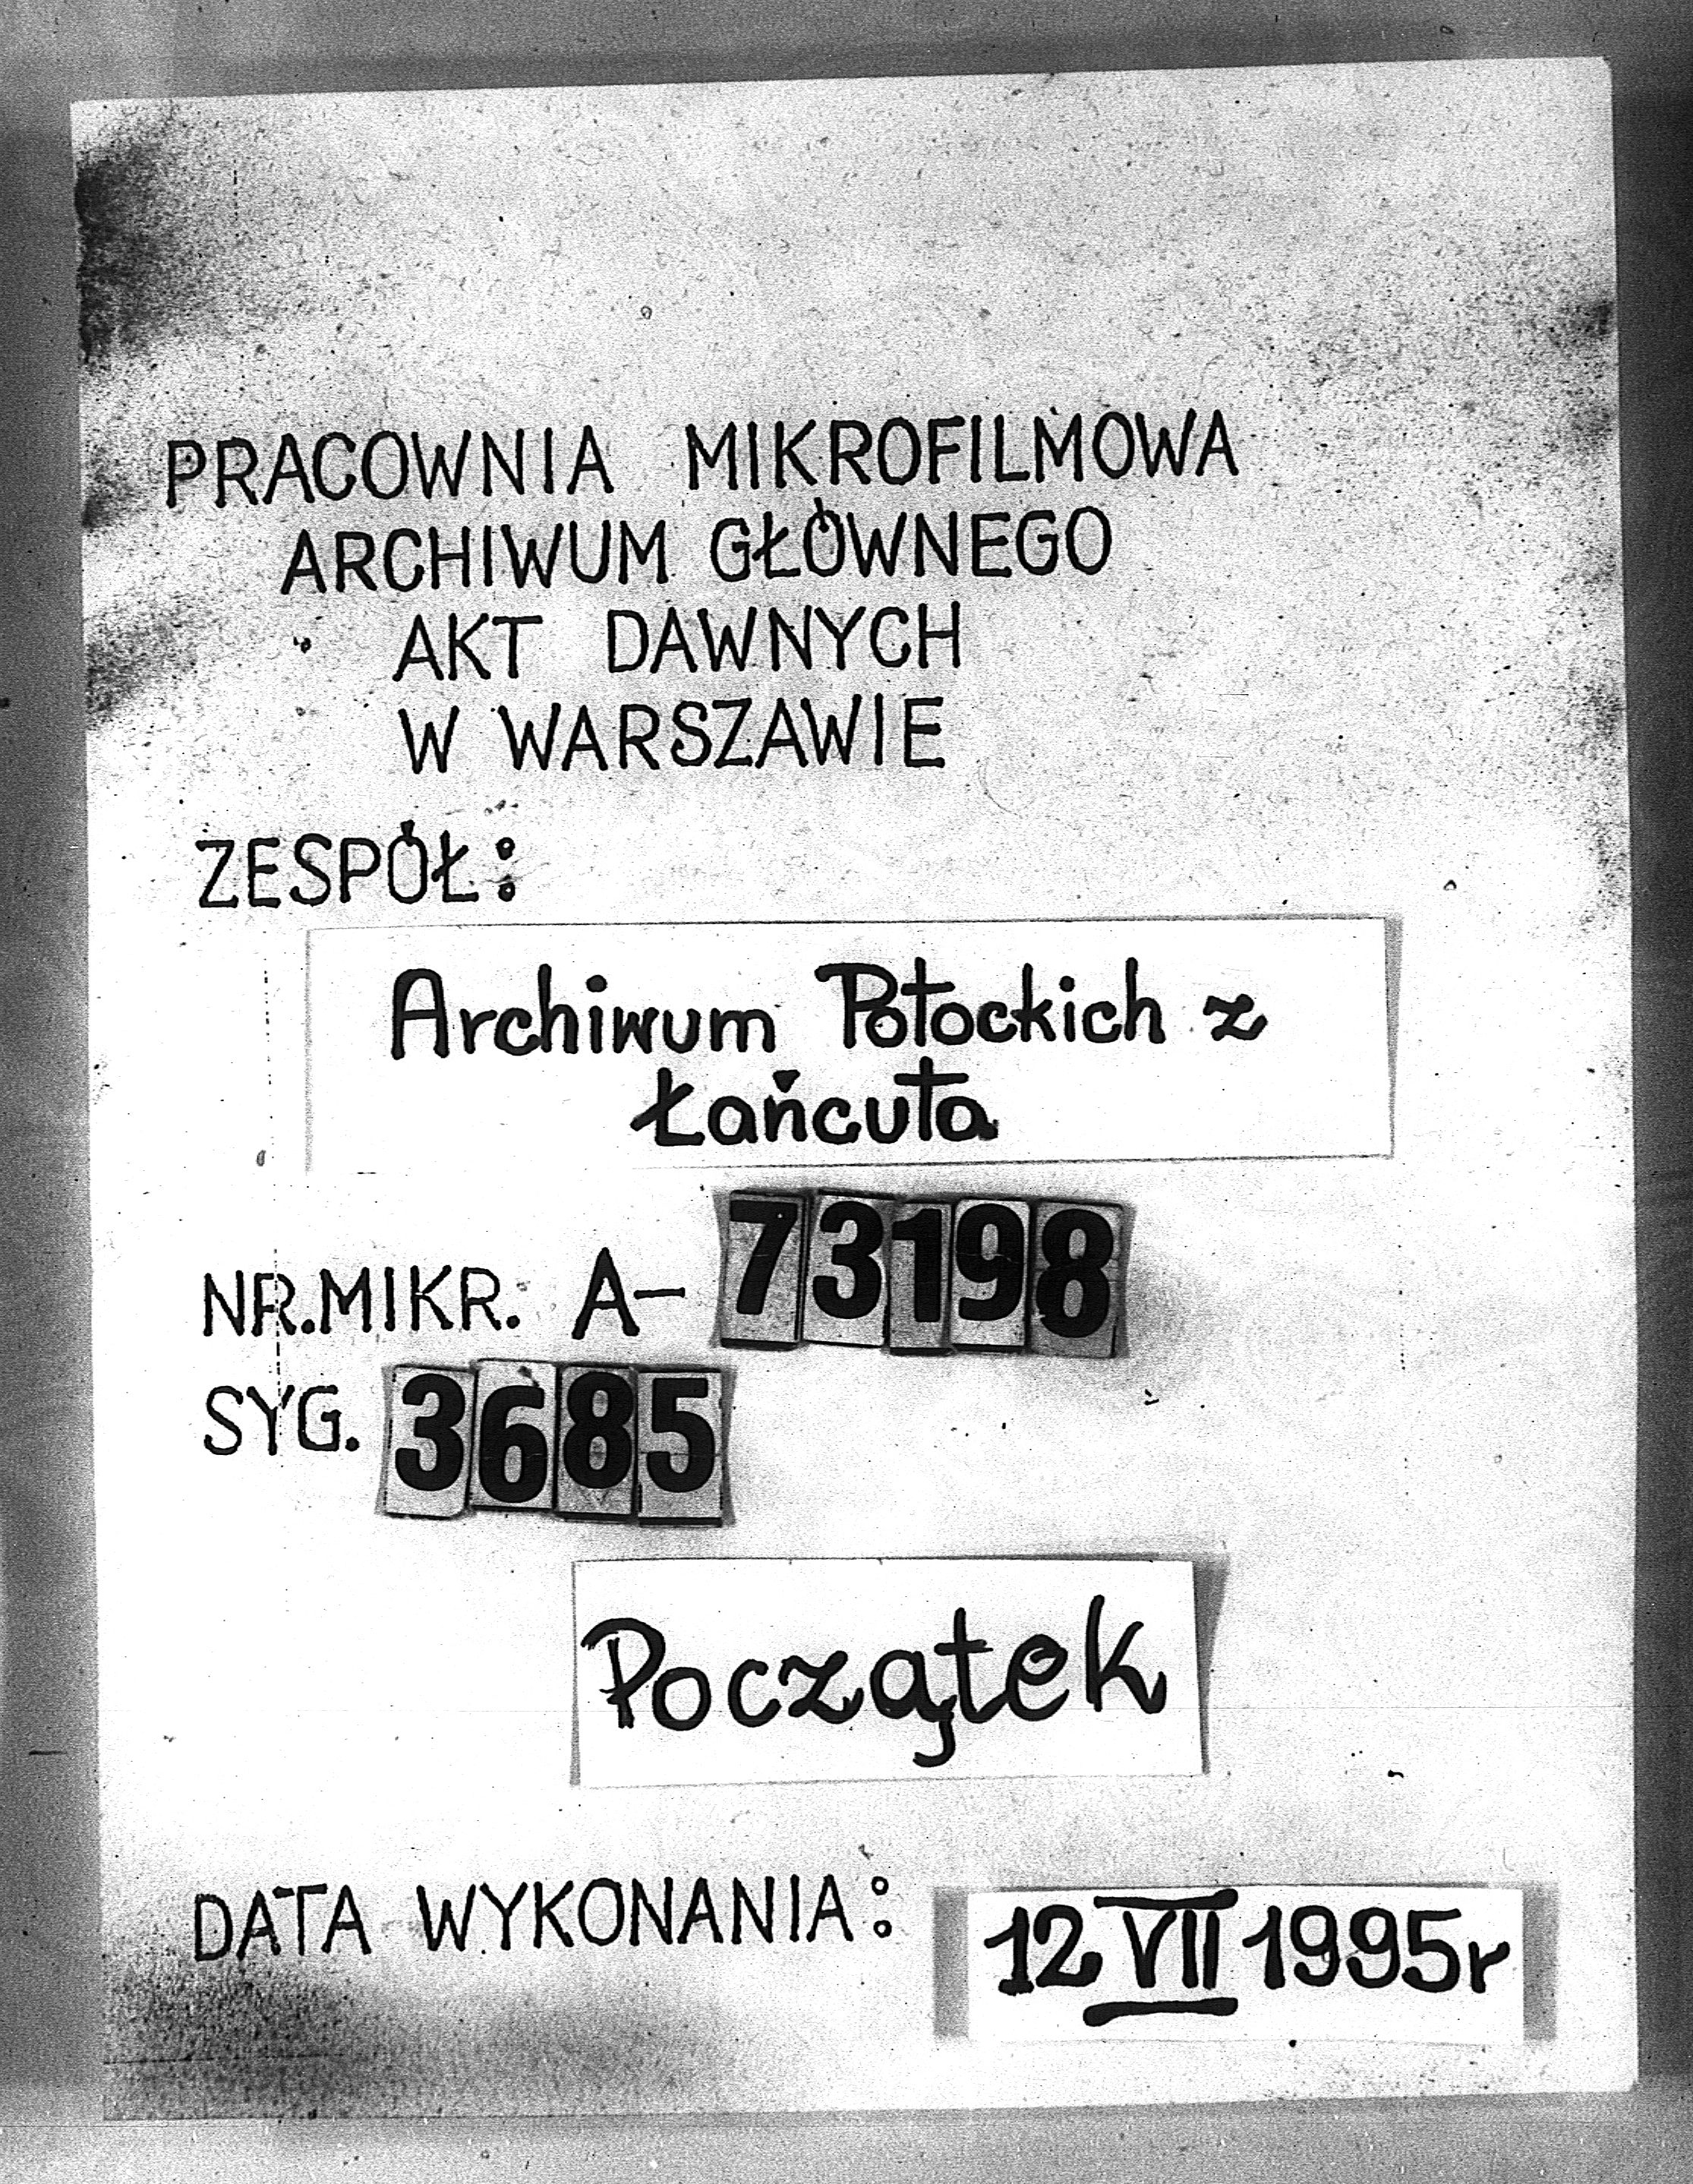 PRACOWNIA MIKROFILMOWA
ARCHIWUM GŁÓWNEGO
AKT DAWNYCH
W WARSZAWIE
ZESPÓŁ:
Archiwum Potockich z
Łańcuta
NR.MIKR. A- 73198
SYG. 3685
Początek
DATA WYKONANIA: 12 VII 1995r